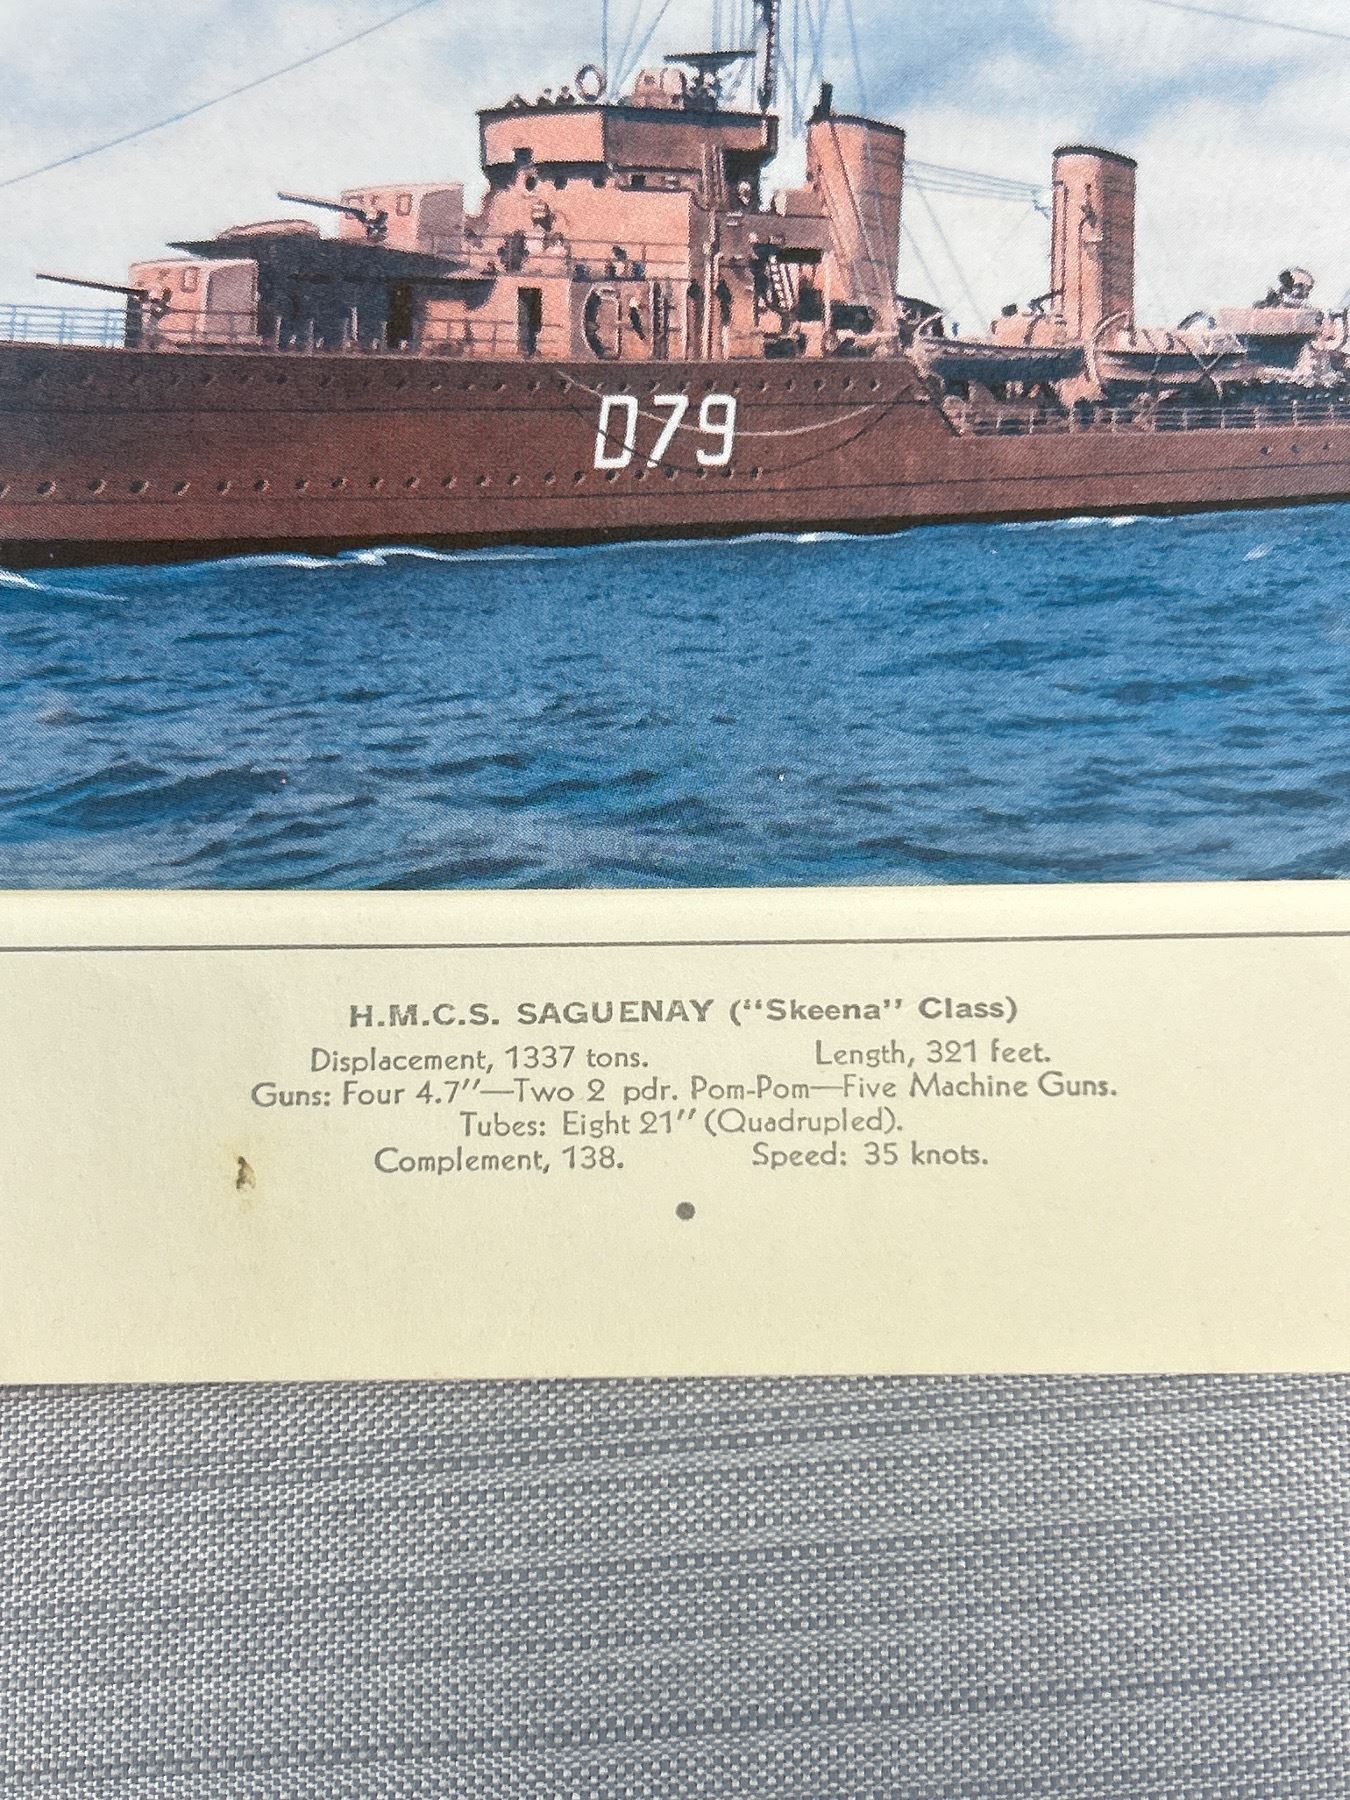 D79
H.M.C.S. SAGUENAY ("Skeena" Class)
Displacement, 1337 tons. Length, 321 feet.
Guns: Four 4.7"—Two 2 pdr. Pom-Pom—Five Machine Guns.
Tubes: Eight 21" (Quadrupled).
Complement, 138. Speed: 35 knots.